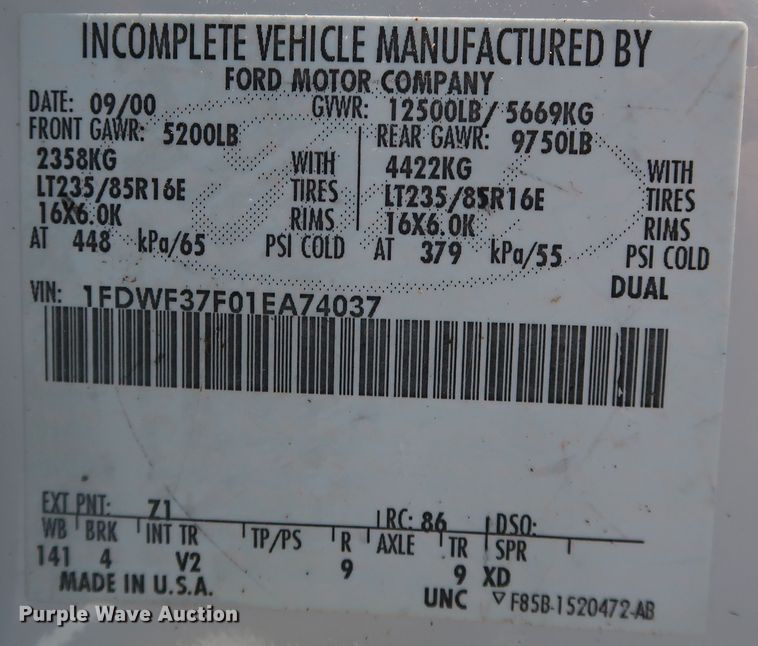 INCOMPLETE VEHICLE MANUFACTURED BY
FORD MOTOR COMPANY
DATE: 09/00 GVWR: 12500LB/ 5669KG
FRONT GAWR: 5200LB REAR GAWR: 9750LB
2358KG WITH 4422KG WITH
LT235/85R16E TIRES LT235/85R16E TIRES
16X6.0K RIMS 16X6.0K RIMS
AT 448 kPa/65 PSI COLD AT 379 kPa/55 PSI COLD
DUAL
VIN: 1FDWF37F01EA74037
EXT PNT: Z1 RC: 86 DSO:
WB BRK INT TR TP/PS R AXLE TR SPR
141 4 V2 9 9 XD
MADE IN U.S.A. UNC ▽ F85B-1520472-AB
Purple Wave Auction